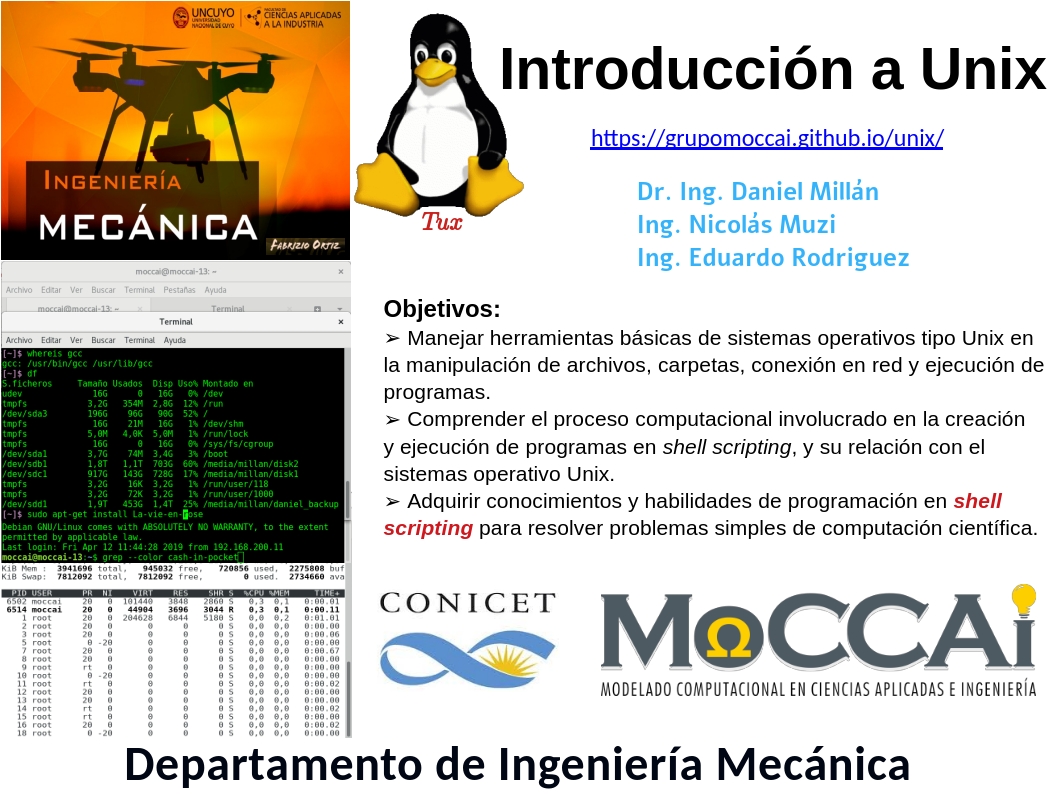 UNCUYO
UNIVERSIDAD
NACIONAL DE CUYO
FACULTAD DE
CIENCIAS APLICADAS
A LA INDUSTRIA
INGENIERÍA
MECÁNICA
FABRIZIO ORTIZ
Tux
Introducción a Unix
https://grupomoccai.github.io/unix/
Dr. Ing. Daniel Millán
Ing. Nicolás Muzi
Ing. Eduardo Rodriguez
moccai@moccai-13: ~ ×
Archivo Editar Ver Buscar Terminal Pestañas Ayuda
moccai@moccai-13: ~ × Terminal ×
Terminal ×
Archivo Editar Ver Buscar Terminal Ayuda
[~]$ whereis gcc
gcc: /usr/bin/gcc /usr/lib/gcc
[~]$ df
S.ficheros Tamaño Usados Disp Uso% Montado en
udev 16G 0 16G 0% /dev
tmpfs 3,2G 354M 2,8G 12% /run
/dev/sda3 196G 96G 90G 52% /
tmpfs 16G 21M 16G 1% /dev/shm
tmpfs 5,0M 4,0K 5,0M 1% /run/lock
tmpfs 16G 0 16G 0% /sys/fs/cgroup
/dev/sda1 3,7G 74M 3,4G 3% /boot
/dev/sdb1 1,8T 1,1T 703G 60% /media/millan/disk2
/dev/sdc1 917G 143G 728G 17% /media/millan/disk1
tmpfs 3,2G 16K 3,2G 1% /run/user/118
tmpfs 3,2G 72K 3,2G 1% /run/user/1000
/dev/sdd1 1,9T 453G 1,4T 25% /media/millan/daniel_backup
[~]$ sudo apt-get install La-vie-en-rose
Debian GNU/Linux comes with ABSOLUTELY NO WARRANTY, to the extent
permitted by applicable law.
Last login: Fri Apr 12 11:44:28 2019 from 192.168.200.11
moccai@moccai-13:~$ grep --color cash-in-pocket
KiB Mem : 3941696 total, 945032 free, 720856 used, 2275808 buf
KiB Swap: 7812092 total, 7812092 free, 0 used. 2734660 ava
PID USER PR NI VIRT RES SHR S %CPU %MEM TIME+
6502 moccai 20 0 101440 3848 2860 S 0,3 0,1 0:00.01
6514 moccai 20 0 44904 3696 3044 R 0,3 0,1 0:00.11
1 root 20 0 204628 6844 5180 S 0,0 0,2 0:01.01
2 root 20 0 0 0 0 S 0,0 0,0 0:00.00
3 root 20 0 0 0 0 S 0,0 0,0 0:00.06
5 root 0 -20 0 0 0 S 0,0 0,0 0:00.00
7 root 20 0 0 0 0 S 0,0 0,0 0:00.67
8 root 20 0 0 0 0 S 0,0 0,0 0:00.00
9 root rt 0 0 0 0 S 0,0 0,0 0:00.00
10 root 0 -20 0 0 0 S 0,0 0,0 0:00.00
11 root rt 0 0 0 0 S 0,0 0,0 0:00.02
12 root 20 0 0 0 0 S 0,0 0,0 0:00.00
13 root 20 0 0 0 0 S 0,0 0,0 0:00.00
14 root rt 0 0 0 0 S 0,0 0,0 0:00.02
15 root rt 0 0 0 0 S 0,0 0,0 0:00.00
16 root 20 0 0 0 0 S 0,0 0,0 0:00.02
18 root 0 -20 0 0 0 S 0,0 0,0 0:00.00
Objetivos:
➢ Manejar herramientas básicas de sistemas operativos tipo Unix en
la manipulación de archivos, carpetas, conexión en red y ejecución de
programas.
➢ Comprender el proceso computacional involucrado en la creación
y ejecución de programas en shell scripting, y su relación con el
sistemas operativo Unix.
➢ Adquirir conocimientos y habilidades de programación en shell
scripting para resolver problemas simples de computación científica.
CONICET
MΩCCAi
MODELADO COMPUTACIONAL EN CIENCIAS APLICADAS E INGENIERÍA
Departamento de Ingeniería Mecánica